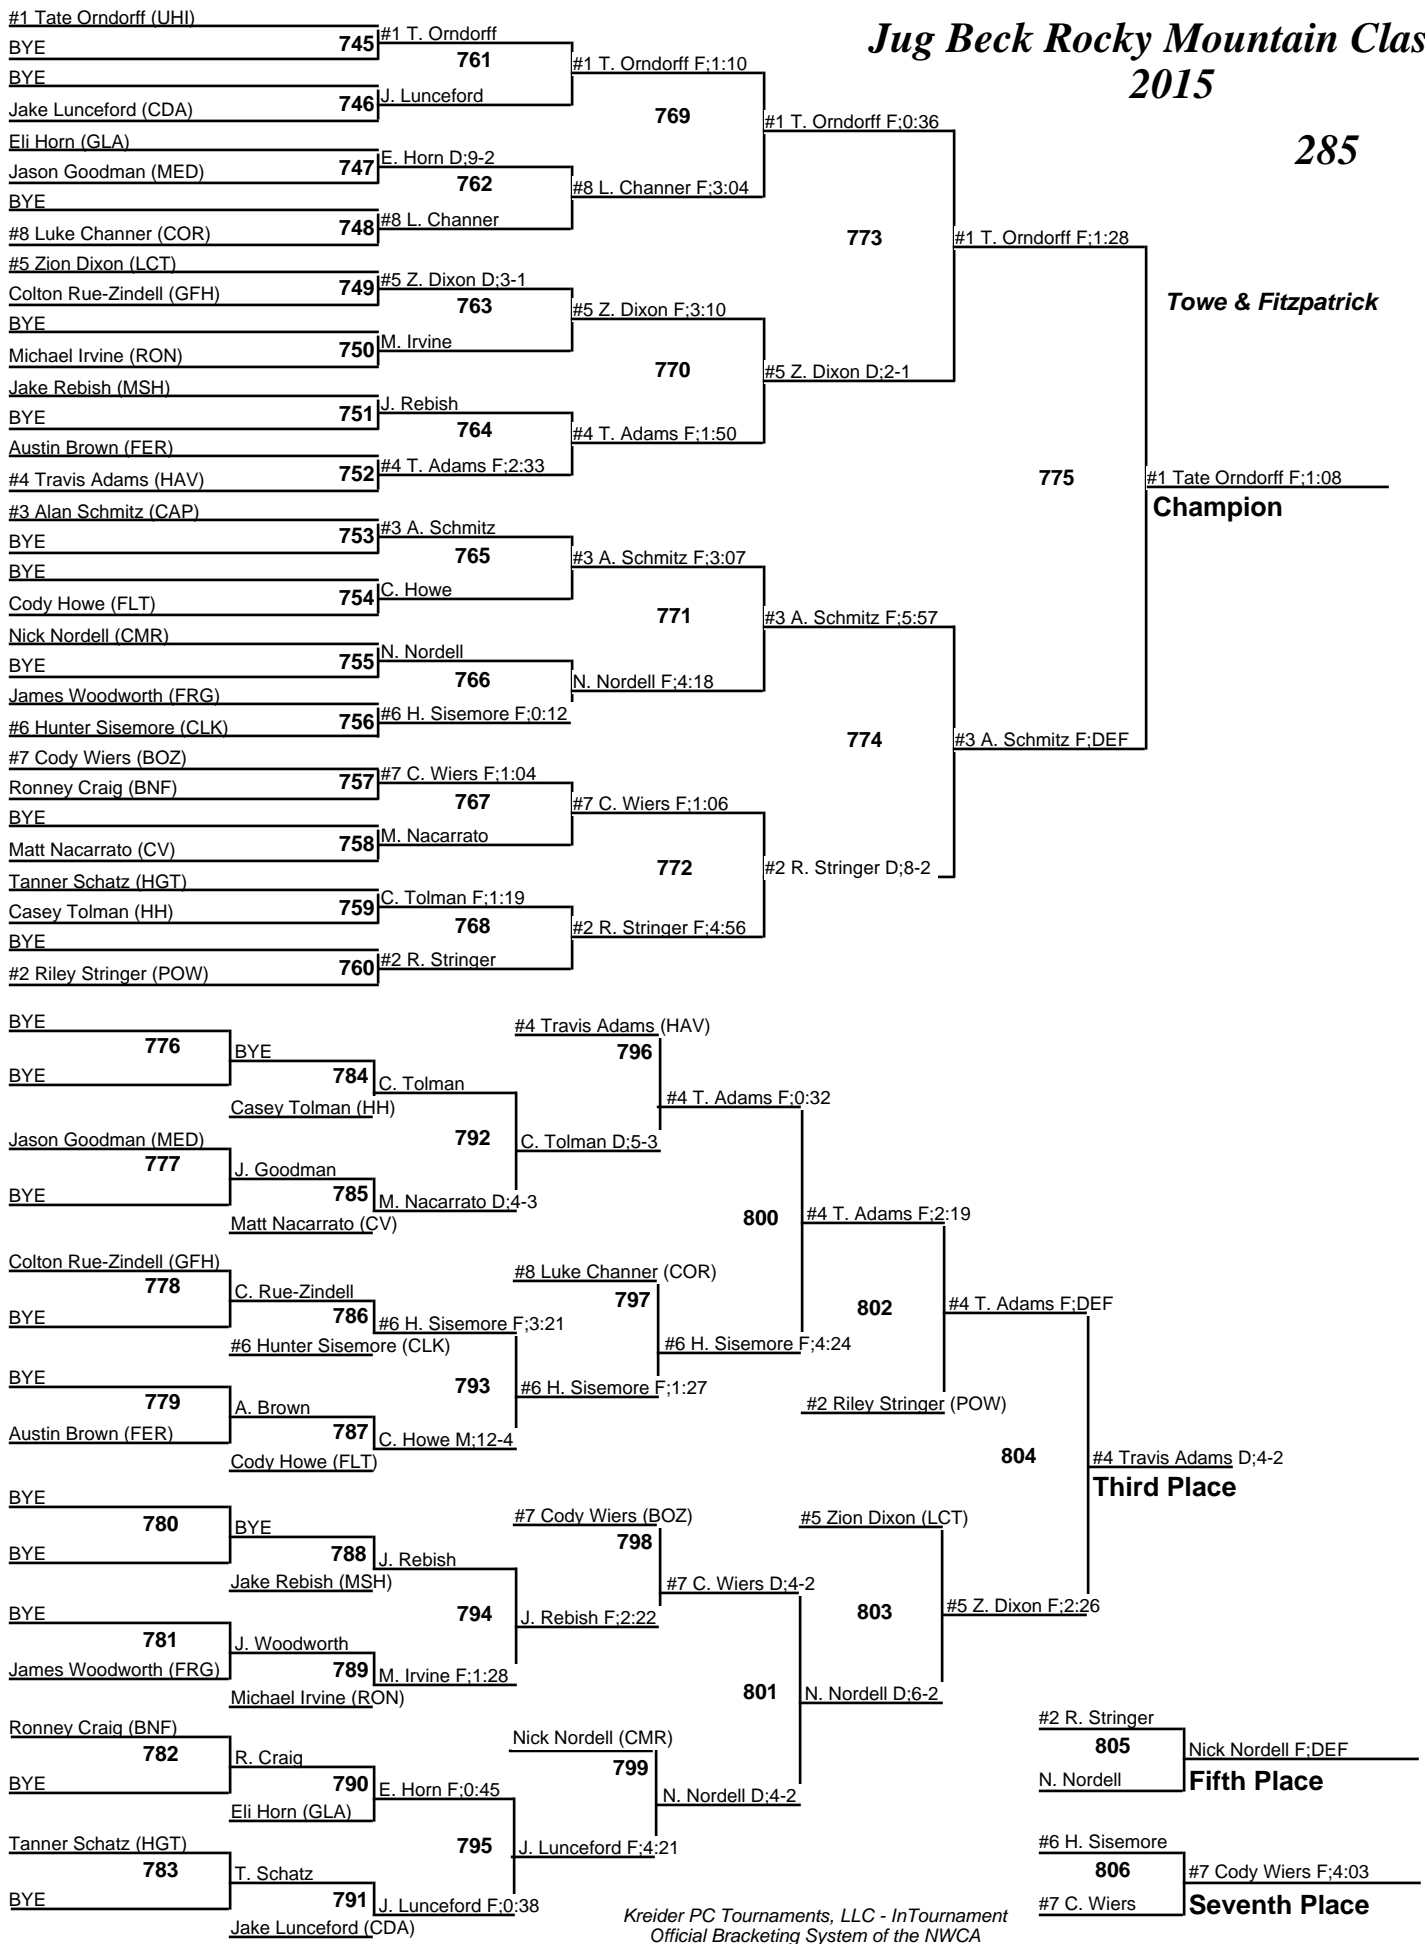 Jug Beck Rocky Mountain Clas
2015
285
Towe & Fitzpatrick
#1 Tate Orndorff (UHI)
BYE
745
BYE
Jake Lunceford (CDA)
746
Eli Horn (GLA)
Jason Goodman (MED)
747
BYE
#8 Luke Channer (COR)
748
#5 Zion Dixon (LCT)
Colton Rue-Zindell (GFH)
749
BYE
Michael Irvine (RON)
750
Jake Rebish (MSH)
BYE
751
Austin Brown (FER)
#4 Travis Adams (HAV)
752
#3 Alan Schmitz (CAP)
BYE
753
BYE
Cody Howe (FLT)
754
Nick Nordell (CMR)
BYE
755
James Woodworth (FRG)
#6 Hunter Sisemore (CLK)
756
#7 Cody Wiers (BOZ)
Ronney Craig (BNF)
757
BYE
Matt Nacarrato (CV)
758
Tanner Schatz (HGT)
Casey Tolman (HH)
759
BYE
#2 Riley Stringer (POW)
760
#1 T. Orndorff
761
J. Lunceford
E. Horn D;9-2
762
#8 L. Channer
#5 Z. Dixon D;3-1
763
M. Irvine
J. Rebish
764
#4 T. Adams F;2:33
#3 A. Schmitz
765
C. Howe
N. Nordell
766
#6 H. Sisemore F;0:12
#7 C. Wiers F;1:04
767
M. Nacarrato
C. Tolman F;1:19
768
#2 R. Stringer
#1 T. Orndorff F;1:10
769
#8 L. Channer F;3:04
#5 Z. Dixon F;3:10
770
#4 T. Adams F;1:50
#3 A. Schmitz F;3:07
771
N. Nordell F;4:18
#7 C. Wiers F;1:06
772
#2 R. Stringer F;4:56
#1 T. Orndorff F;0:36
773
#5 Z. Dixon D;2-1
#3 A. Schmitz F;5:57
774
#2 R. Stringer D;8-2
#1 T. Orndorff F;1:28
775
#3 A. Schmitz F;DEF
#1 Tate Orndorff F;1:08
Champion
BYE
776
BYE
Jason Goodman (MED)
777
BYE
Colton Rue-Zindell (GFH)
778
BYE
BYE
779
Austin Brown (FER)
BYE
780
BYE
BYE
781
James Woodworth (FRG)
Ronney Craig (BNF)
782
BYE
Tanner Schatz (HGT)
783
BYE
BYE
784
Casey Tolman (HH)
J. Goodman
785
Matt Nacarrato (CV)
C. Rue-Zindell
786
#6 Hunter Sisemore (CLK)
A. Brown
787
Cody Howe (FLT)
BYE
788
Jake Rebish (MSH)
J. Woodworth
789
Michael Irvine (RON)
R. Craig
790
Eli Horn (GLA)
T. Schatz
791
Jake Lunceford (CDA)
C. Tolman
792
M. Nacarrato D;4-3
#6 H. Sisemore F;3:21
793
C. Howe M;12-4
J. Rebish
794
M. Irvine F;1:28
E. Horn F;0:45
795
J. Lunceford F;0:38
#4 Travis Adams (HAV)
796
C. Tolman D;5-3
#8 Luke Channer (COR)
797
#6 H. Sisemore F;1:27
#7 Cody Wiers (BOZ)
798
J. Rebish F;2:22
Nick Nordell (CMR)
799
J. Lunceford F;4:21
#4 T. Adams F;0:32
800
#6 H. Sisemore F;4:24
#7 C. Wiers D;4-2
801
N. Nordell D;4-2
#4 T. Adams F;2:19
802
#2 Riley Stringer (POW)
#5 Zion Dixon (LCT)
803
N. Nordell D;6-2
#4 T. Adams F;DEF
804
#5 Z. Dixon F;2:26
#4 Travis Adams D;4-2
Third Place
#2 R. Stringer
805
N. Nordell
Nick Nordell F;DEF
Fifth Place
#6 H. Sisemore
806
#7 C. Wiers
#7 Cody Wiers F;4:03
Seventh Place
Kreider PC Tournaments, LLC - InTournament
Official Bracketing System of the NWCA